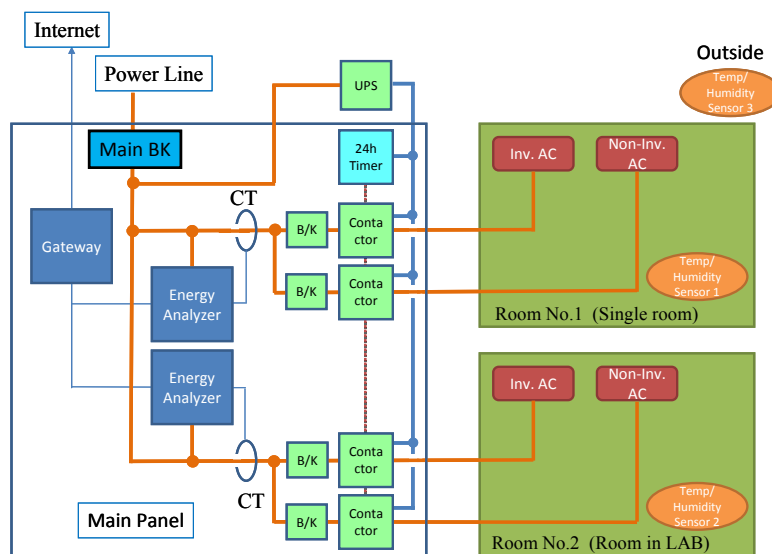 Internet
Power Line
UPS
Outside
Temp/
Humidity
Sensor 3
Main BK
24h
Timer
Inv. AC
Non-Inv.
AC
CT
Gateway
B/K
Conta
ctor
B/K
Conta
ctor
Energy
Analyzer
Temp/
Humidity
Sensor 1
Room No.1 (Single room)
Energy
Analyzer
Inv. AC
Non-Inv.
AC
B/K
Conta
ctor
CT
B/K
Conta
ctor
Temp/
Humidity
Sensor 2
Main Panel
Room No.2 (Room in LAB)